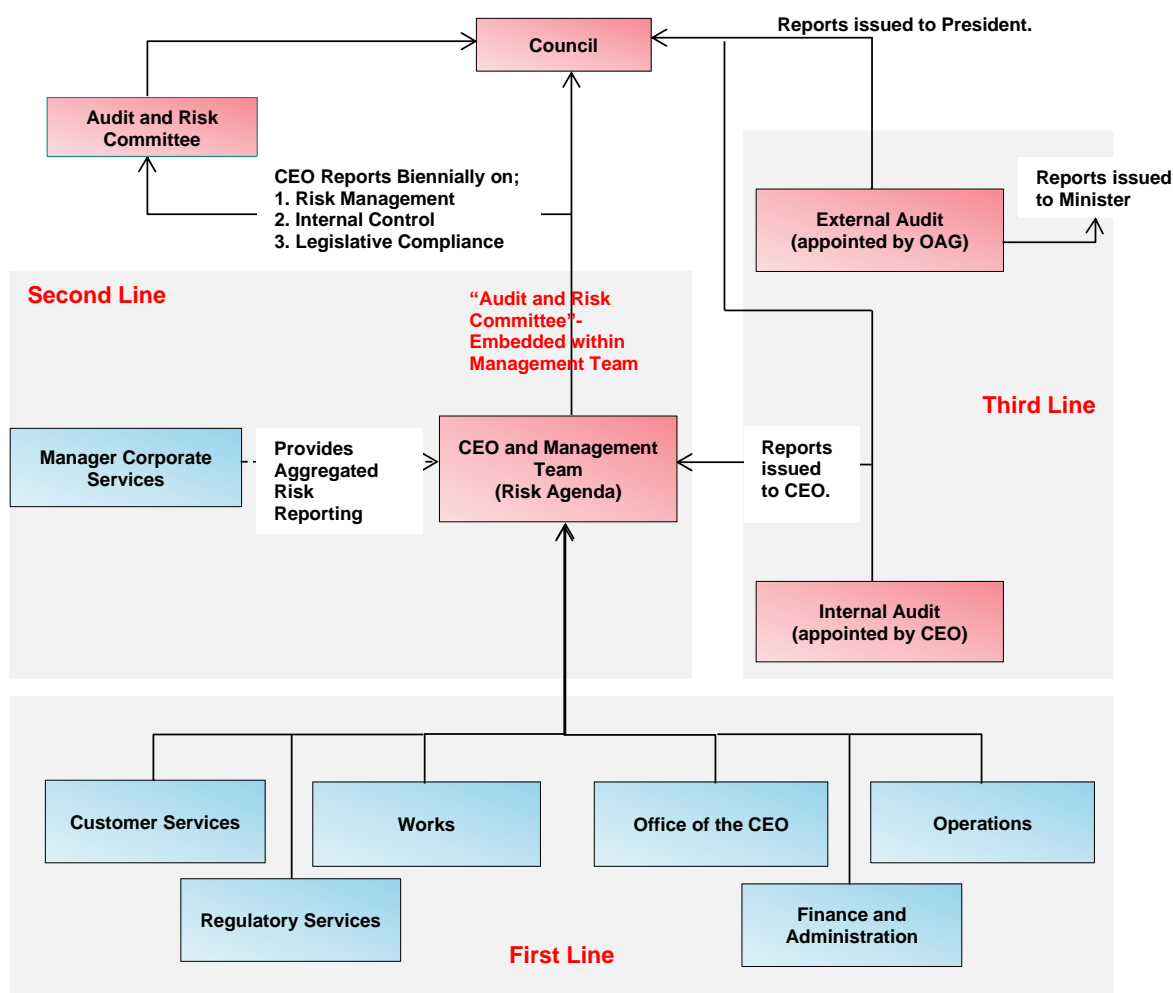 Reports issued to President.
Council
Audit and Risk
Committee
CEO Reports Biennially on;
1. Risk Management
2. Internal Control
3. Legislative Compliance
External Audit
(appointed by OAG)
Reports issued
to Minister
Second Line
“Audit and Risk
Committee”-
Embedded within
Management Team
Third Line
Manager Corporate
Services
Provides
Aggregated
Risk
Reporting
CEO and Management
Team
(Risk Agenda)
Reports
issued
to CEO.
Internal Audit
(appointed by CEO)
Customer Services
Works
Office of the CEO
Operations
Regulatory Services
Finance and
Administration
First Line